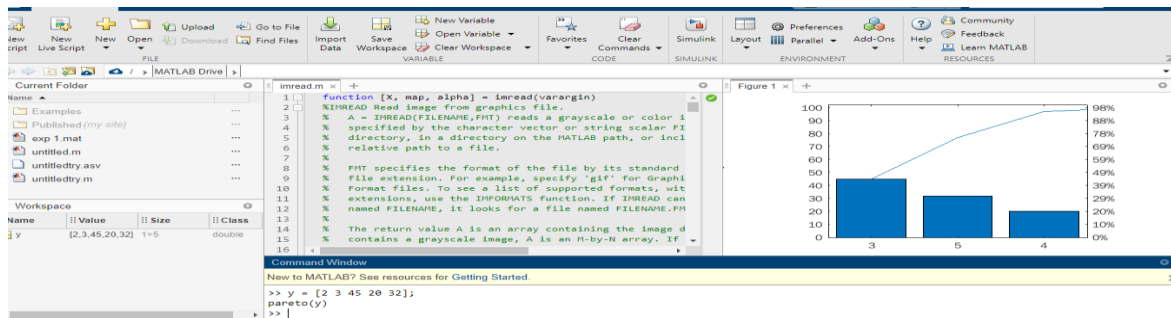 New Script
New Live Script
New
Open
Upload
Download
Go to File
Find Files
FILE
Import Data
Save Workspace
New Variable
Open Variable
Clear Workspace
VARIABLE
Favorites
Clear Commands
CODE
Simulink
SIMULINK
Layout
Preferences
Parallel
Add-Ons
ENVIRONMENT
Help
Community
Feedback
Learn MATLAB
RESOURCES
/ > MATLAB Drive >
Current Folder
Name
Examples
Published (my site)
exp 1.mat
untitled.m
untitledtry.asv
untitledtry.m
Workspace
Name Value Size Class
y [2,3,45,20,32] 1×5 double
imread.m × +
1 function [X, map, alpha] = imread(varargin)
2 %IMREAD Read image from graphics file.
3 % A = IMREAD(FILENAME,FMT) reads a grayscale or color i
4 % specified by the character vector or string scalar FI
5 % directory, in a directory on the MATLAB path, or incl
6 % relative path to a file.
7 %
8 % FMT specifies the format of the file by its standard
9 % file extension. For example, specify 'gif' for Graphi
10 % Format files. To see a list of supported formats, wit
11 % extensions, use the IMFORMATS function. If IMREAD can
12 % named FILENAME, it looks for a file named FILENAME.FM
13 %
14 % The return value A is an array containing the image d
15 % contains a grayscale image, A is an M-by-N array. If
16
Figure 1 × +
100 98%
90 88%
80 78%
70 69%
60 59%
50 49%
40 39%
30 29%
20 20%
10 10%
0 0%
3 5 4
Command Window
New to MATLAB? See resources for Getting Started.
>> y = [2 3 45 20 32];
pareto(y)
>>